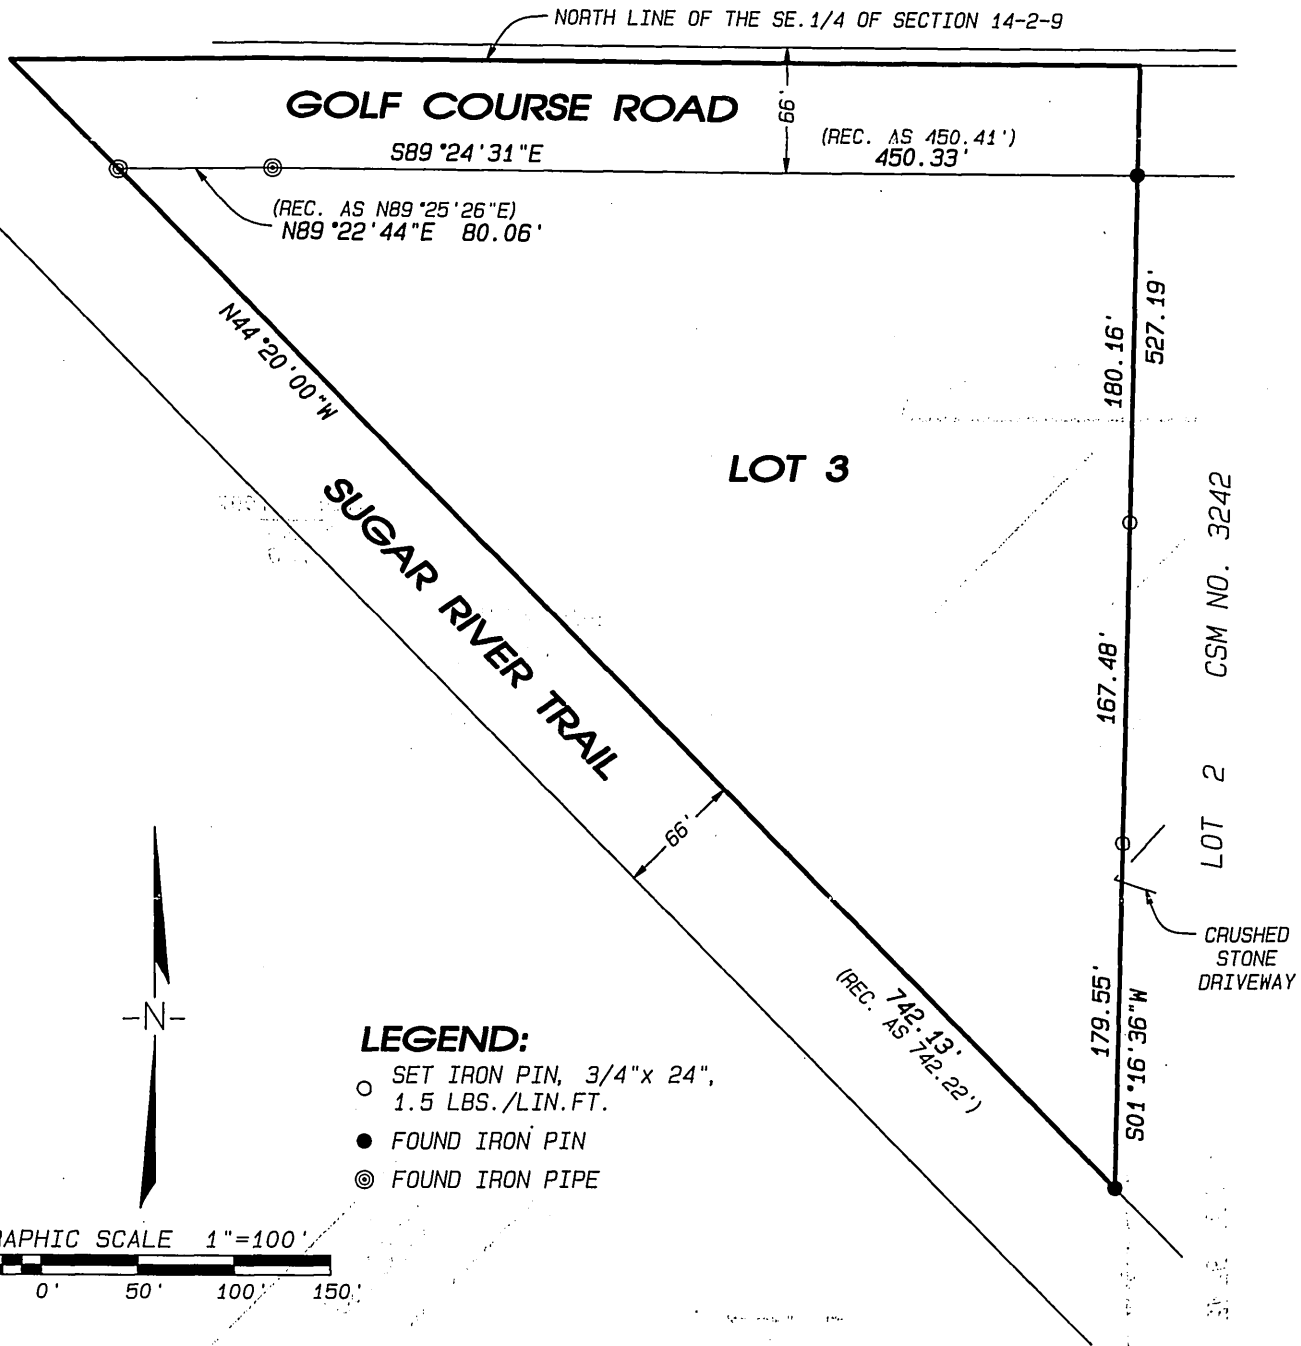 NORTH LINE OF THE SE.1/4 OF SECTION 14-2-9
GOLF COURSE ROAD
66'
S89°24'31"E
(REC. AS 450.41')
450.33'
(REC. AS N89°25'26"E)
N89°22'44"E 80.06'
N44°20'00"W
180.16'
527.19'
LOT 3
SUGAR RIVER TRAIL
CSM NO. 3242
167.48'
LOT 2
66'
CRUSHED
STONE
DRIVEWAY
742.13'
(REC. AS 742.22')
179.55'
S01°16'36"W
-N-
LEGEND:
SET IRON PIN, 3/4"x 24",
1.5 LBS./LIN.FT.
FOUND IRON PIN
FOUND IRON PIPE
RAPHIC SCALE 1"=100'
0' 50' 100' 150'